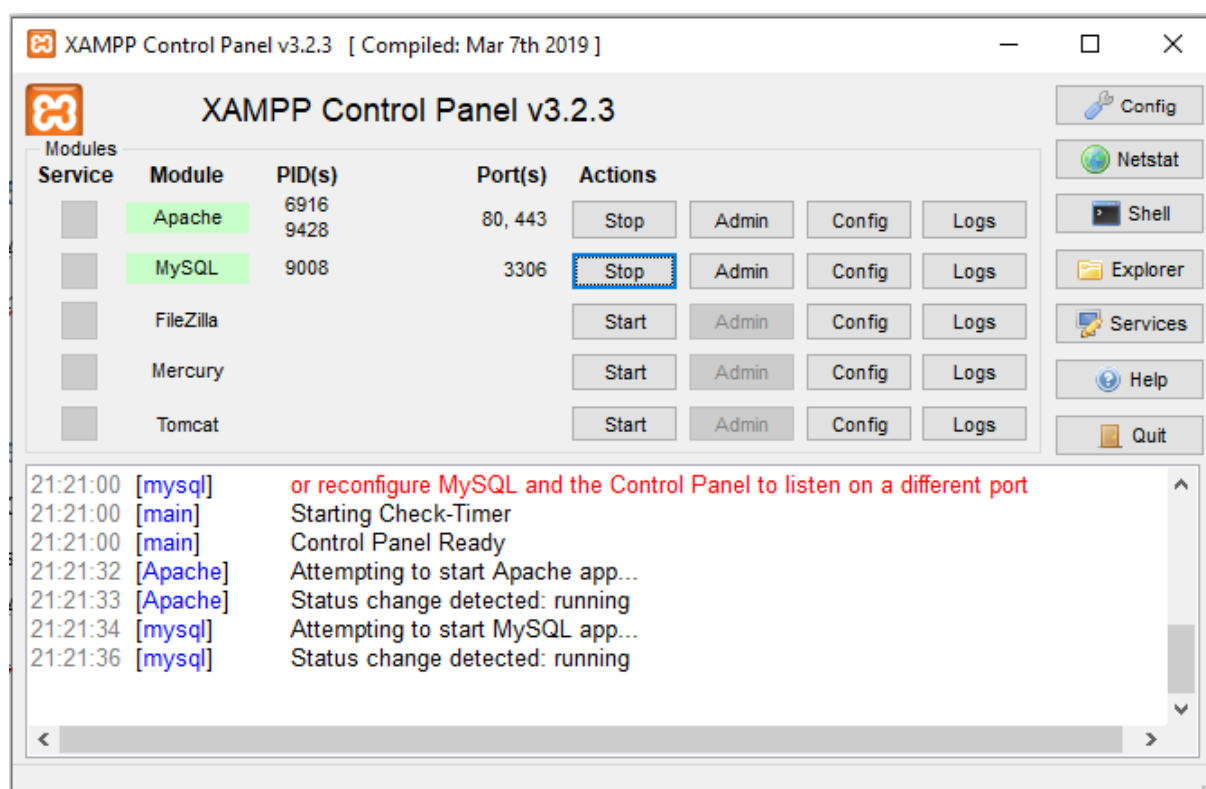 XAMPP Control Panel v3.2.3 [ Compiled: Mar 7th 2019 ]
XAMPP Control Panel v3.2.3
Config
Modules
Service Module PID(s) Port(s) Actions
Netstat
Apache 6916 9428 80, 443 Stop Admin Config Logs
Shell
MySQL 9008 3306 Stop Admin Config Logs
Explorer
FileZilla Start Admin Config Logs
Services
Mercury Start Admin Config Logs
Help
Tomcat Start Admin Config Logs
Quit
21:21:00 [mysql] or reconfigure MySQL and the Control Panel to listen on a different port
21:21:00 [main] Starting Check-Timer
21:21:00 [main] Control Panel Ready
21:21:32 [Apache] Attempting to start Apache app...
21:21:33 [Apache] Status change detected: running
21:21:34 [mysql] Attempting to start MySQL app...
21:21:36 [mysql] Status change detected: running